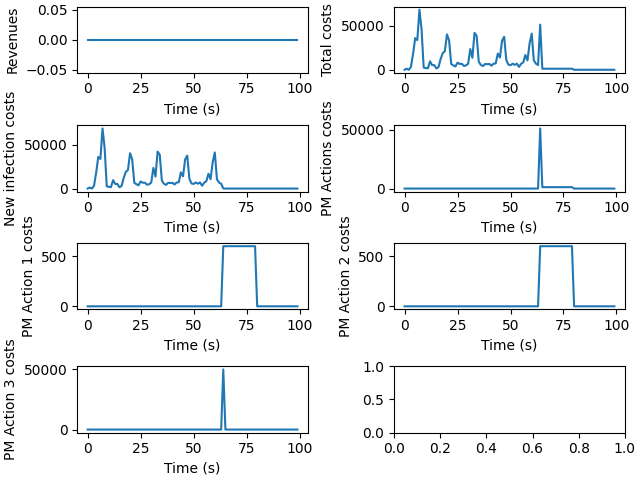 Revenues
0.05
0.00
−0.05
0 25 50 75 100
Time (s)
Total costs
50000
0
0 25 50 75 100
Time (s)
New infection costs
50000
0
0 25 50 75 100
Time (s)
PM Actions costs
50000
0
0 25 50 75 100
Time (s)
PM Action 1 costs
500
0
0 25 50 75 100
Time (s)
PM Action 2 costs
500
0
0 25 50 75 100
Time (s)
PM Action 3 costs
50000
0
0 25 50 75 100
Time (s)
1.0
0.5
0.0
0.0 0.2 0.4 0.6 0.8 1.0